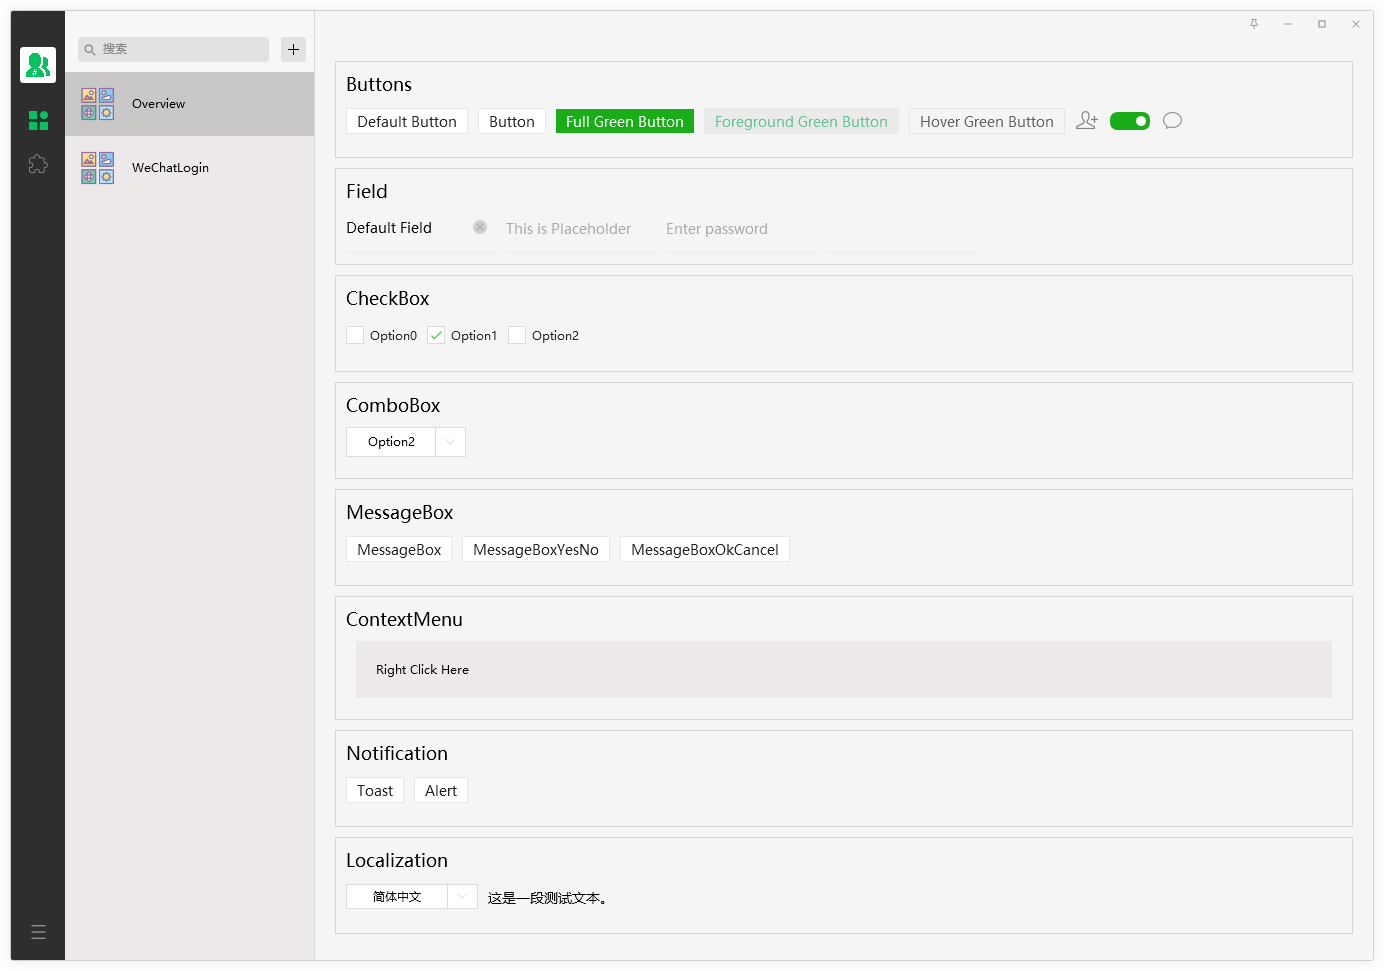 搜索
Overview
WeChatLogin
Buttons
Default Button
Button
Full Green Button
Foreground Green Button
Hover Green Button
Field
Default Field
This is Placeholder
Enter password
CheckBox
Option0
Option1
Option2
ComboBox
Option2
MessageBox
MessageBox
MessageBoxYesNo
MessageBoxOkCancel
ContextMenu
Right Click Here
Notification
Toast
Alert
Localization
简体中文
这是一段测试文本。